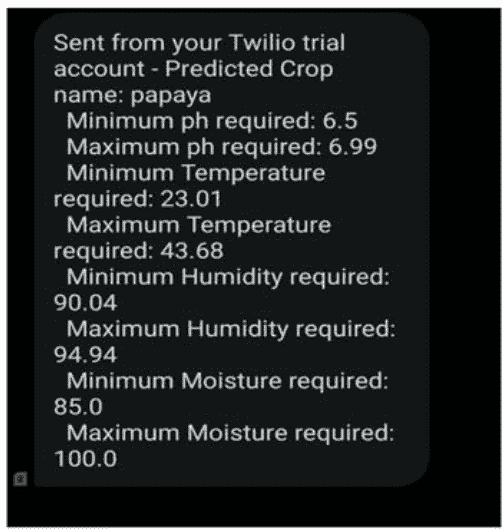 Sent from your Twilio trial
account - Predicted Crop
name: papaya
Minimum ph required: 6.5
Maximum ph required: 6.99
Minimum Temperature
required: 23.01
Maximum Temperature
required: 43.68
Minimum Humidity required:
90.04
Maximum Humidity required:
94.94
Minimum Moisture required:
85.0
Maximum Moisture required:
100.0